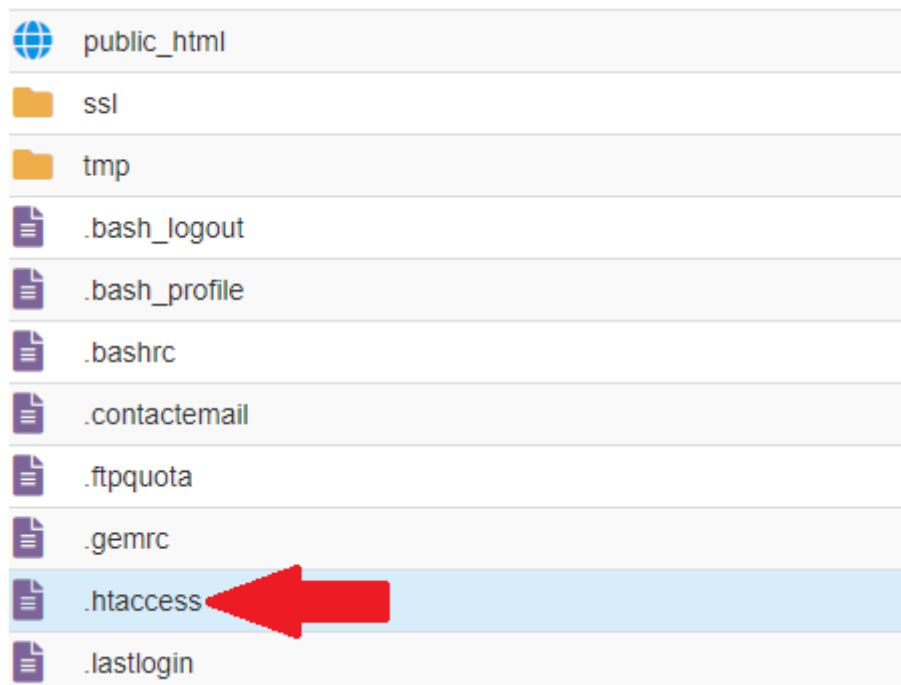 public_html
ssl
tmp
.bash_logout
.bash_profile
.bashrc
.contactemail
.ftpquota
.gemrc
.htaccess
.lastlogin